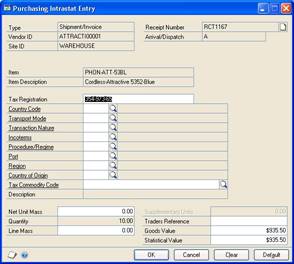 Purchasing Intrastat Entry
Type Shipment/Invoice Receipt Number RCT1167
Vendor ID ATTRACTI00001 Arrival/Dispatch A
Site ID WAREHOUSE
Item PHON-ATT-53BL
Item Description Cordless-Attractive 5352-Blue
Tax Registration
Country Code
Transport Mode
Transaction Nature
Incoterms
Procedure/Regime
Port
Region
Country of Origin
Tax Commodity Code
Description
Net Unit Mass 0.00 Supplementary Units 0.00
Quantity 10.00 Traders Reference
Line Mass 0.00 Goods Value $935.50
Statistical Value $935.50
OK Cancel Clear Default